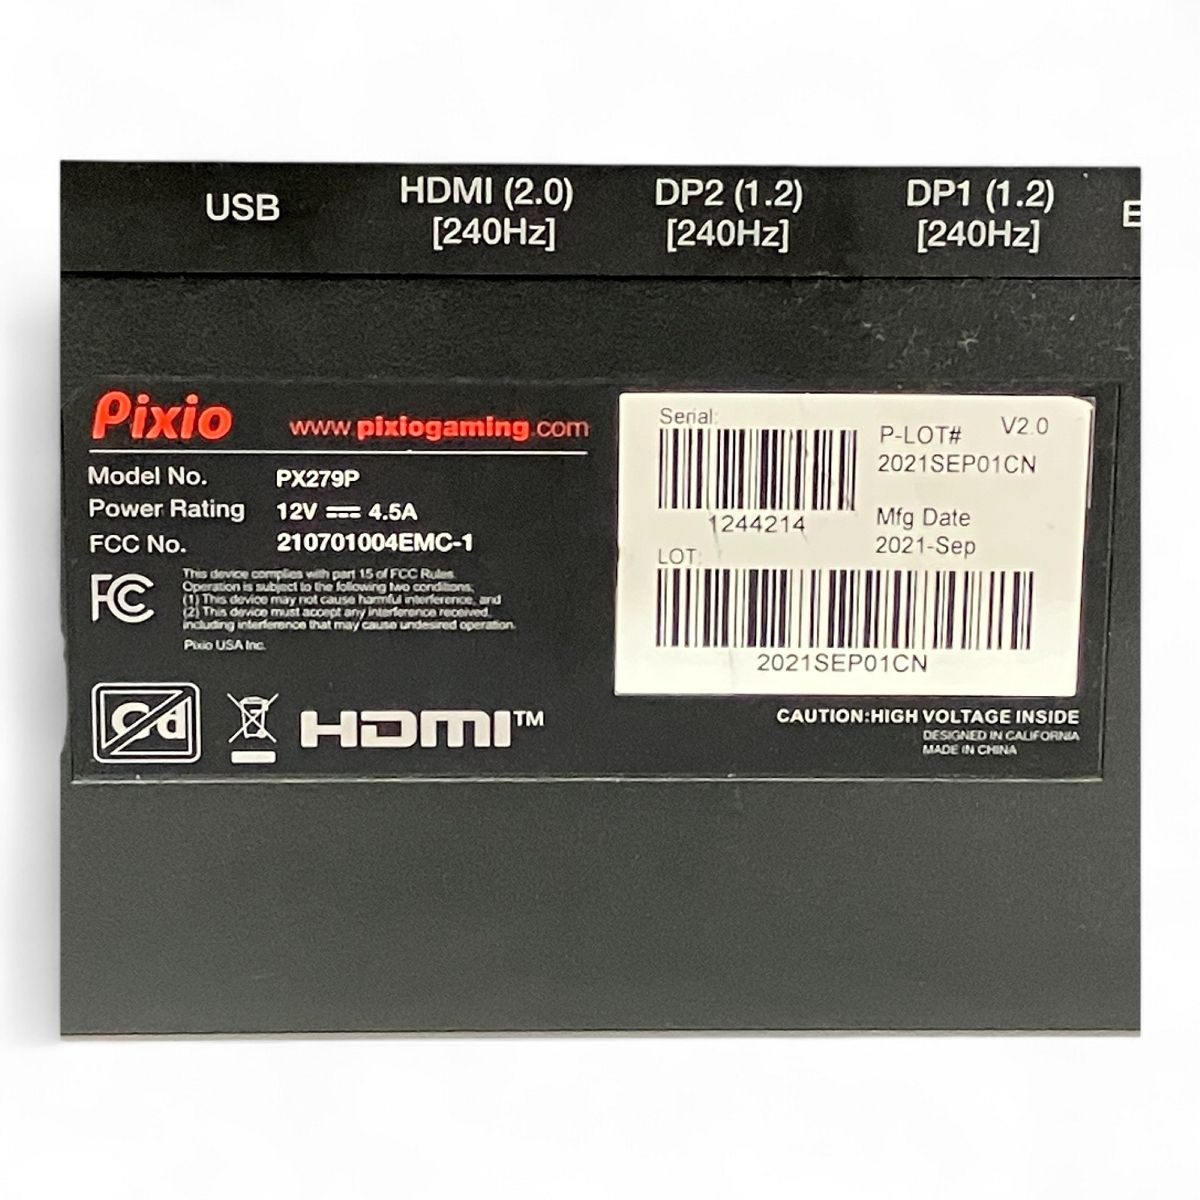 USB
HDMI (2.0)
[240Hz]
DP2 (1.2)
[240Hz]
DP1 (1.2)
[240Hz]
E
Pixio
www.pixiogaming.com
Model No. PX279P
Power Rating 12V 4.5A
FCC No. 210701004EMC-1
FC
This device complies with part 15 of FCC Rules.
Operation is subject to the following two conditions,
(1) This device may not cause harmful interference, and
(2) This device must accept any interference received,
including interference that may cause undesired operation.
Pixio USA Inc.
HDMI™
Serial:
1244214
P-LOT# V2.0
2021SEP01CN
Mfg Date
2021-Sep
LOT:
2021SEP01CN
CAUTION:HIGH VOLTAGE INSIDE
DESIGNED IN CALIFORNIA
MADE IN CHINA